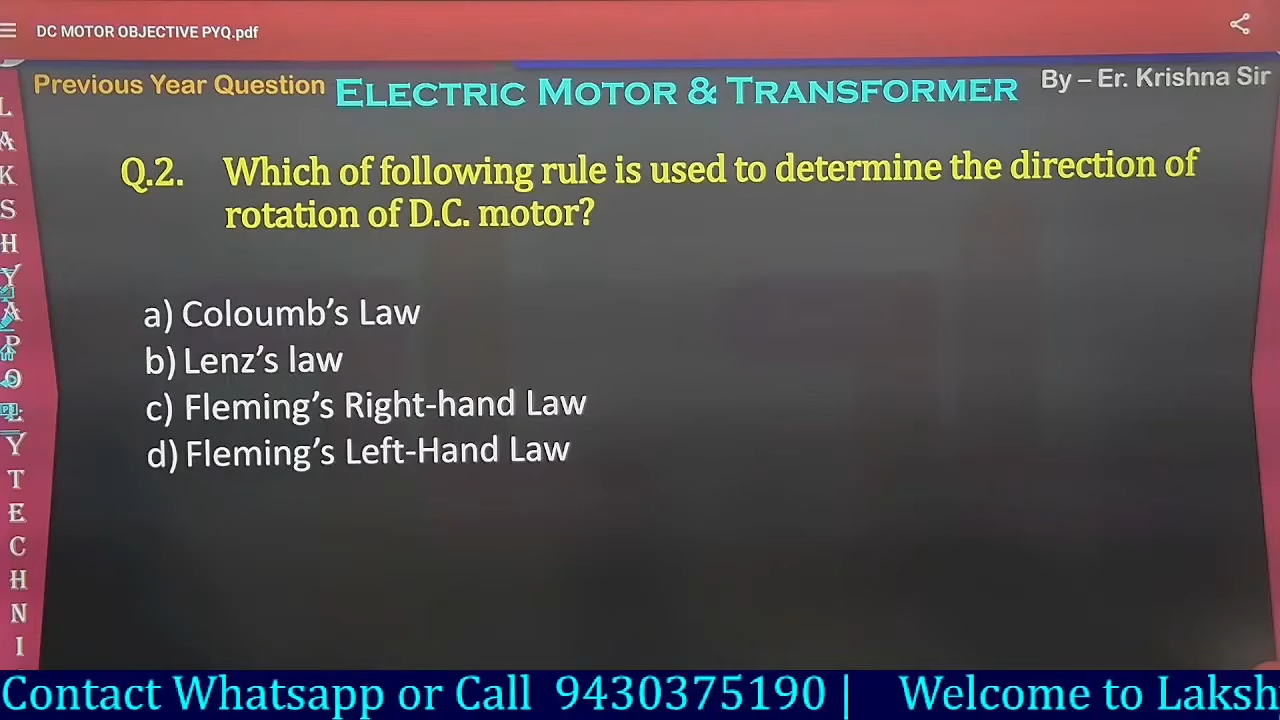 DC MOTOR OBJECTIVE PYQ.pdf
Previous Year Question
ELECTRIC MOTOR & TRANSFORMER
By – Er. Krishna Sir
Q.2. Which of following rule is used to determine the direction of
rotation of D.C. motor?
a) Coloumb's Law
b) Lenz's law
c) Fleming's Right-hand Law
d) Fleming's Left-Hand Law
L
A
K
S
H
Y
A
P
O
L
Y
T
E
C
H
N
I
Contact Whatsapp or Call 9430375190 | Welcome to Laksh